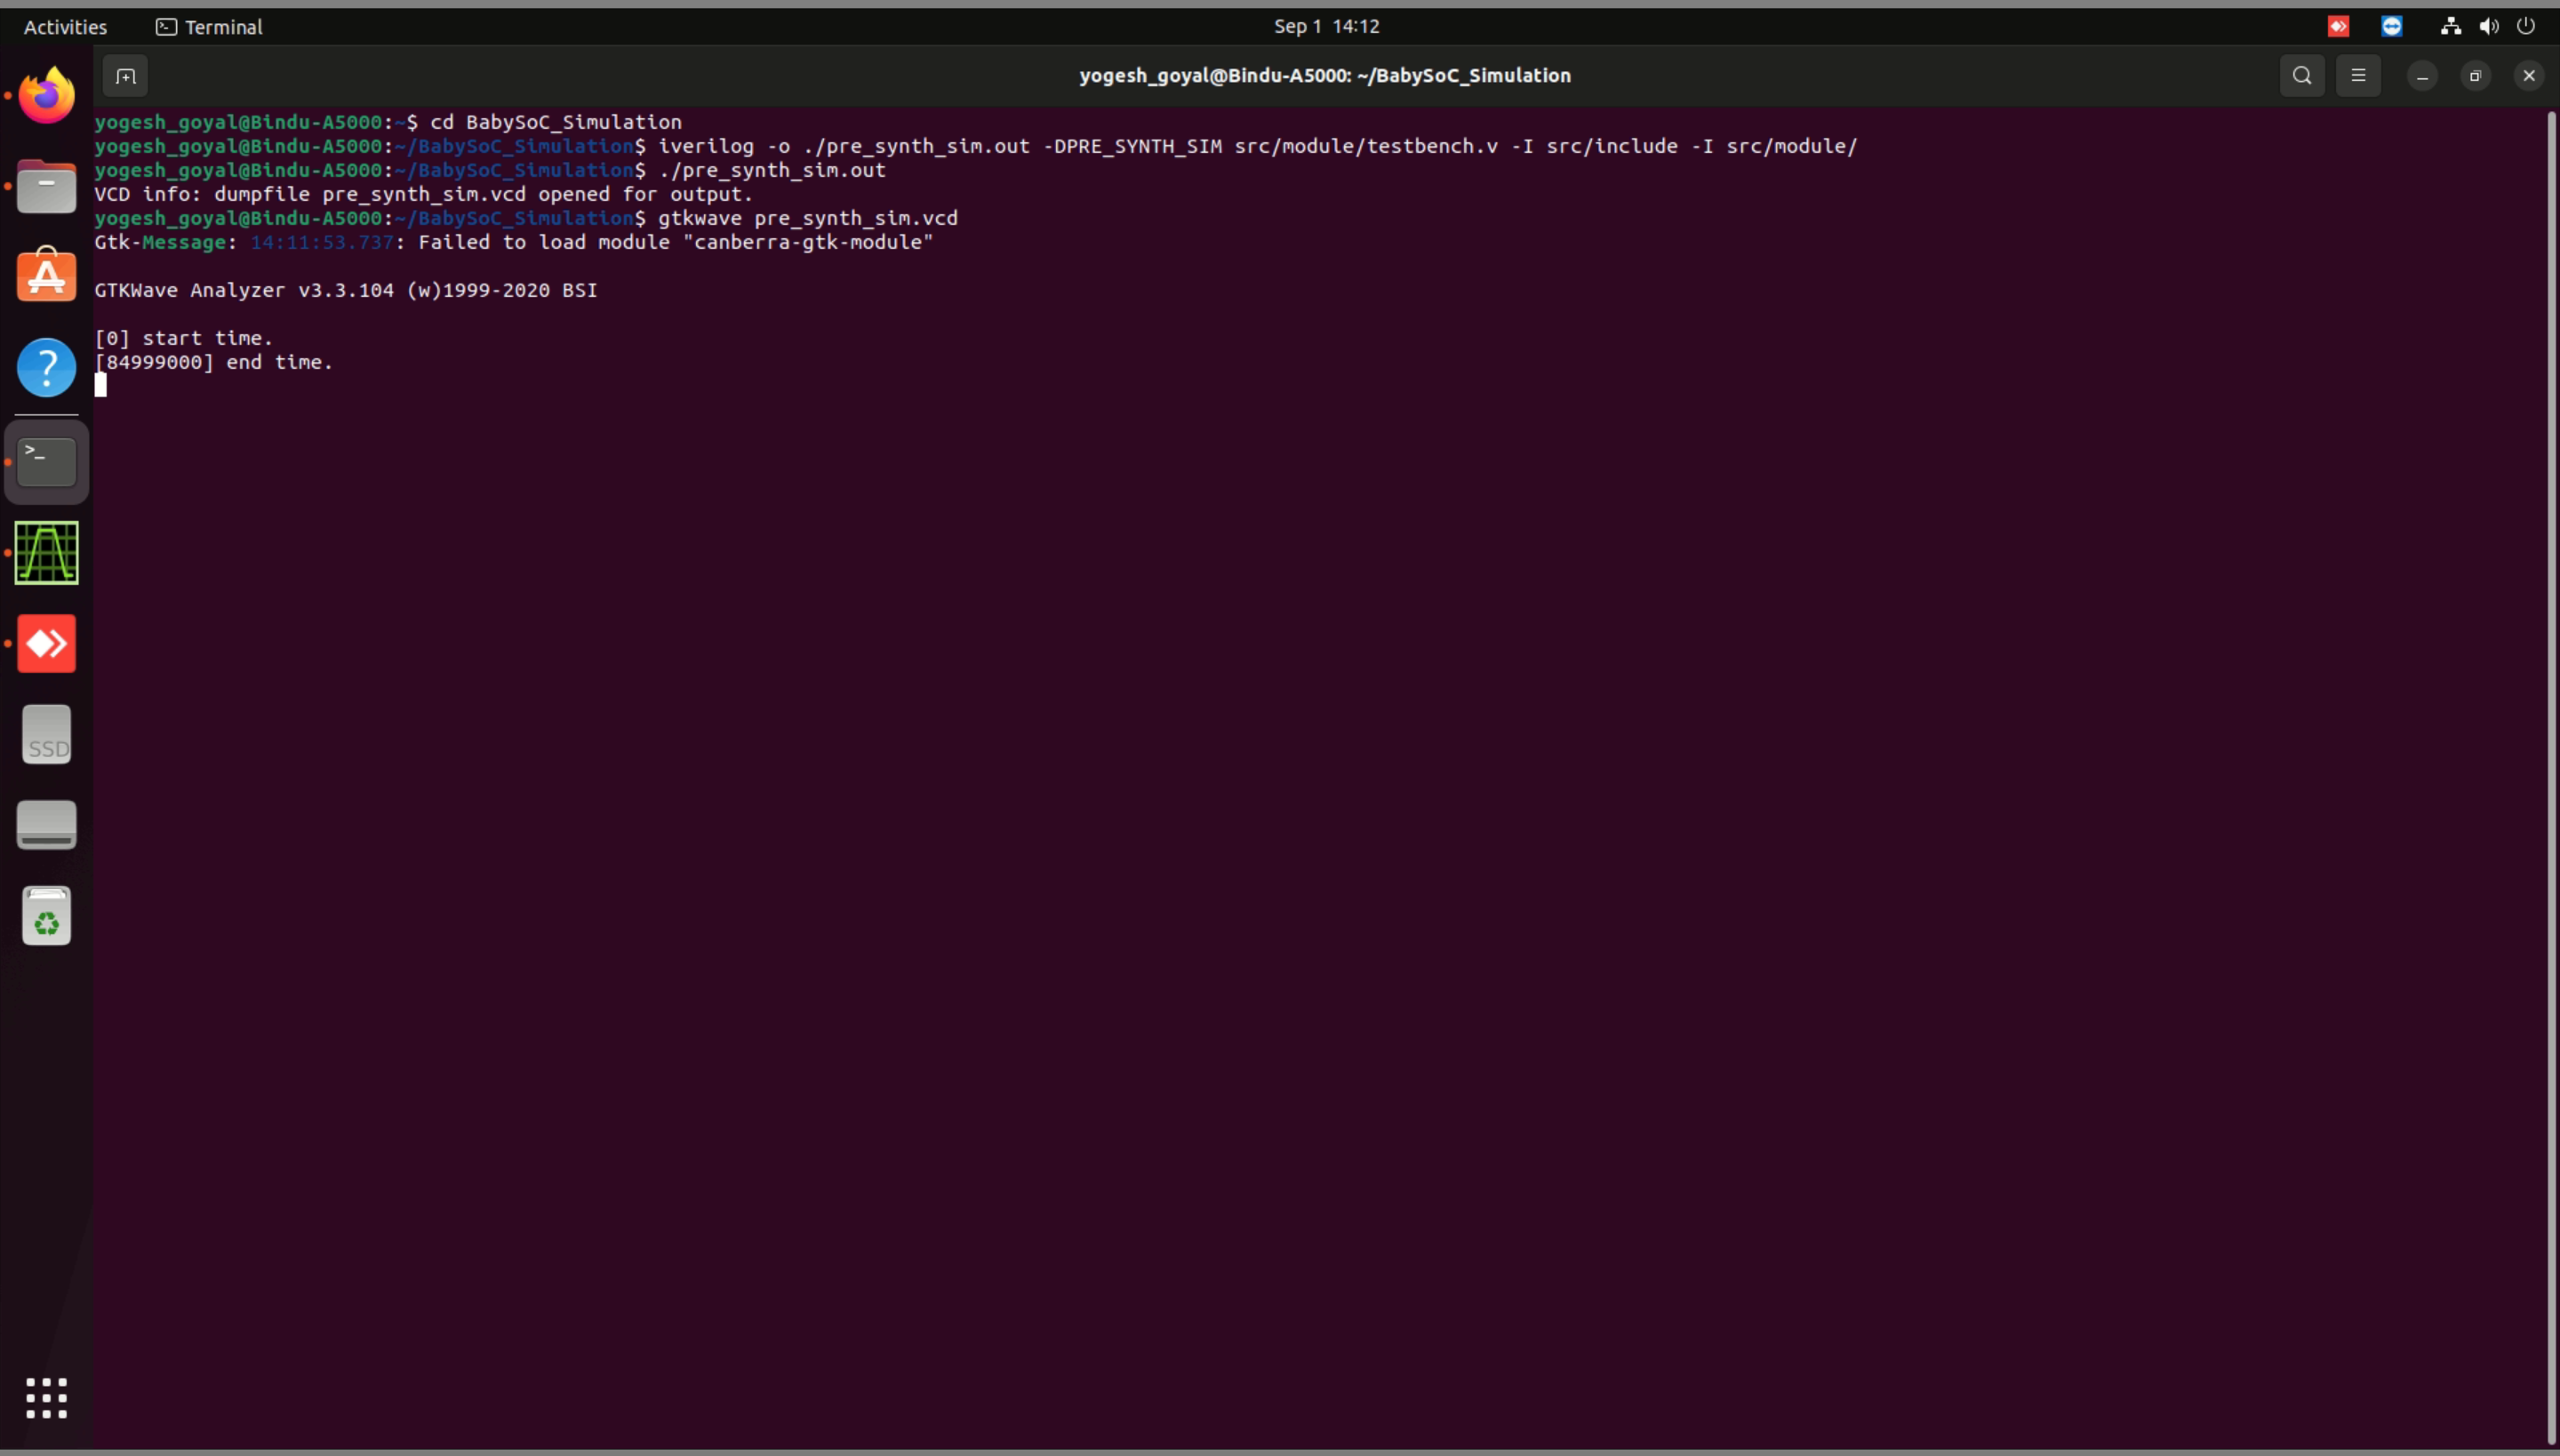 Activities Terminal Sep 1 14:12
yogesh_goyal@Bindu-A5000: ~/BabySoC_Simulation
yogesh_goyal@Bindu-A5000:~$ cd BabySoC_Simulation
yogesh_goyal@Bindu-A5000:~/BabySoC_Simulation$ iverilog -o ./pre_synth_sim.out -DPRE_SYNTH_SIM src/module/testbench.v -I src/include -I src/module/
yogesh_goyal@Bindu-A5000:~/BabySoC_Simulation$ ./pre_synth_sim.out
VCD info: dumpfile pre_synth_sim.vcd opened for output.
yogesh_goyal@Bindu-A5000:~/BabySoC_Simulation$ gtkwave pre_synth_sim.vcd
Gtk-Message: 14:11:53.737: Failed to load module "canberra-gtk-module"
GTKWave Analyzer v3.3.104 (w)1999-2020 BSI
[0] start time.
[84999000] end time.
SSD